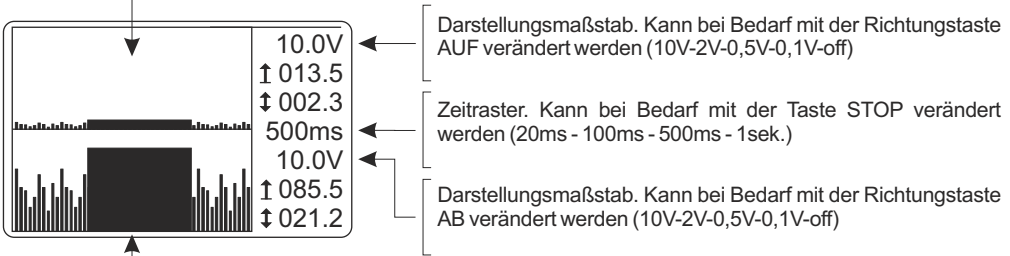 10.0V
↥ 013.5
↕ 002.3
500ms
10.0V
↥ 085.5
↕ 021.2
Darstellungsmaßstab. Kann bei Bedarf mit der Richtungstaste
AUF verändert werden (10V-2V-0,5V-0,1V-off)
Zeitraster. Kann bei Bedarf mit der Taste STOP verändert
werden (20ms - 100ms - 500ms - 1sek.)
Darstellungsmaßstab. Kann bei Bedarf mit der Richtungstaste
AB verändert werden (10V-2V-0,5V-0,1V-off)